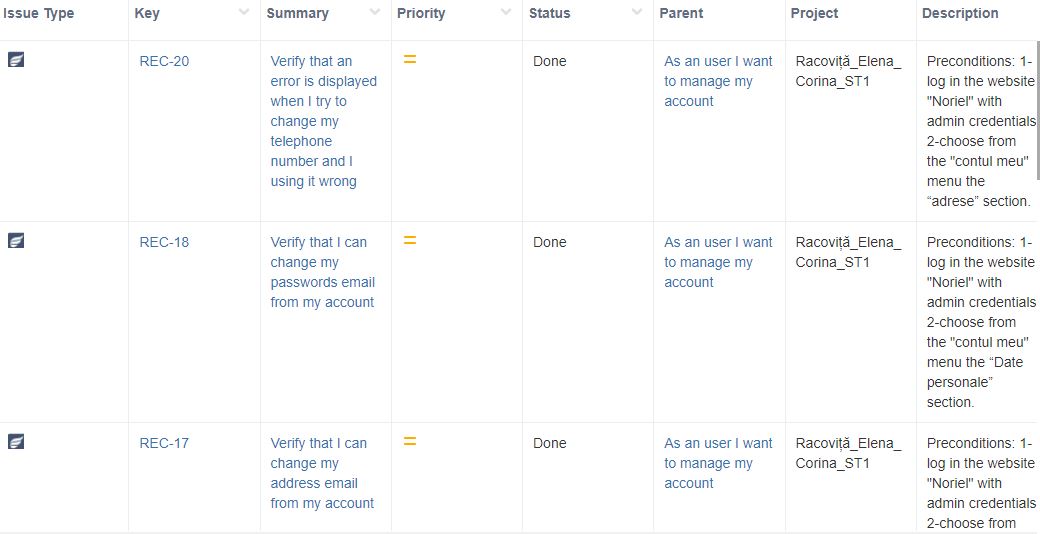 Issue Type Key Summary Priority Status Parent Project Description
REC-20
Verify that an
error is displayed
when I try to
change my
telephone
number and I
using it wrong
Done
As an user I want
to manage my
account
Racoviță_Elena_
Corina_ST1
Preconditions: 1-
log in the website
"Noriel" with
admin credentials
2-choose from
the "contul meu"
menu the
“adrese” section.
REC-18
Verify that I can
change my
passwords email
from my account
Done
As an user I want
to manage my
account
Racoviță_Elena_
Corina_ST1
Preconditions: 1-
log in the website
"Noriel" with
admin credentials
2-choose from
the "contul meu"
menu the “Date
personale”
section.
REC-17
Verify that I can
change my
address email
from my account
Done
As an user I want
to manage my
account
Racoviță_Elena_
Corina_ST1
Preconditions: 1-
log in the website
"Noriel" with
admin credentials
2-choose from